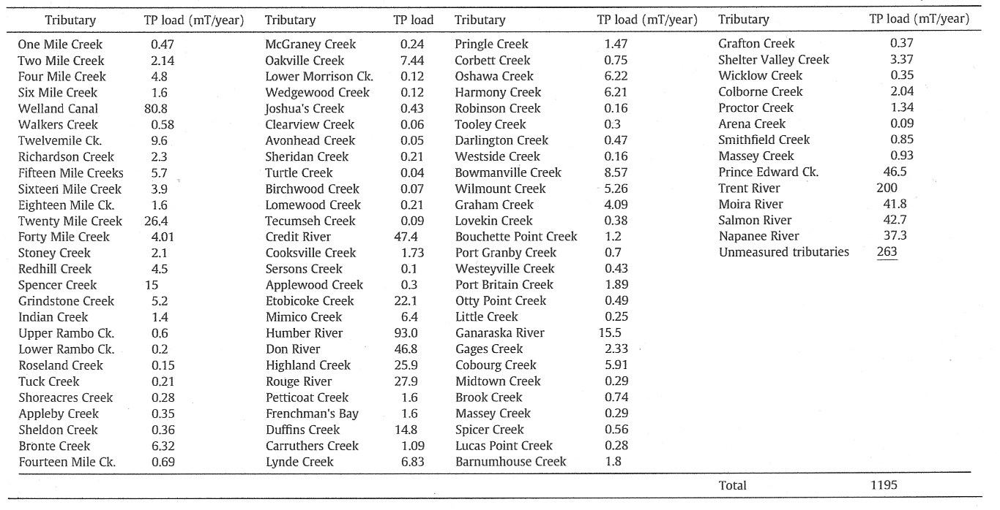 Tributary TP load (mT/year) Tributary TP load Tributary TP load (mT/year) Tributary TP load (mT/year)
One Mile Creek 0.47 McGraney Creek 0.24 Pringle Creek 1.47 Grafton Creek 0.37
Two Mile Creek 2.14 Oakville Creek 7.44 Corbett Creek 0.75 Shelter Valley Creek 3.37
Four Mile Creek 4.8 Lower Morrison Ck. 0.12 Oshawa Creek 6.22 Wicklow Creek 0.35
Six Mile Creek 1.6 Wedgewood Creek 0.12 Harmony Creek 6.21 Colborne Creek 2.04
Welland Canal 80.8 Joshua's Creek 0.43 Robinson Creek 0.16 Proctor Creek 1.34
Walkers Creek 0.58 Clearview Creek 0.06 Tooley Creek 0.3 Arena Creek 0.09
Twelvemile Ck. 9.6 Avonhead Creek 0.05 Darlington Creek 0.47 Smithfield Creek 0.85
Richardson Creek 2.3 Sheridan Creek 0.21 Westside Creek 0.16 Massey Creek 0.93
Fifteen Mile Creeks 5.7 Turtle Creek 0.04 Bowmanville Creek 8.57 Prince Edward Ck. 46.5
Sixteen Mile Creek 3.9 Birchwood Creek 0.07 Wilmount Creek 5.26 Trent River 200
Eighteen Mile Ck. 1.6 Lomewood Creek 0.21 Graham Creek 4.09 Moira River 41.8
Twenty Mile Creek 26.4 Tecumseh Creek 0.09 Lovekin Creek 0.38 Salmon River 42.7
Forty Mile Creek 4.01 Credit River 47.4 Bouchette Point Creek 1.2 Napanee River 37.3
Stoney Creek 2.1 Cooksville Creek 1.73 Port Granby Creek 0.7 Unmeasured tributaries 263
Redhill Creek 4.5 Sersons Creek 0.1 Westeyville Creek 0.43
Spencer Creek 15 Applewood Creek 0.3 Port Britain Creek 1.89
Grindstone Creek 5.2 Etobicoke Creek 22.1 Otty Point Creek 0.49
Indian Creek 1.4 Mimico Creek 6.4 Little Creek 0.25
Upper Rambo Ck. 0.6 Humber River 93.0 Ganaraska River 15.5
Lower Rambo Ck. 0.2 Don River 46.8 Gages Creek 2.33
Roseland Creek 0.15 Highland Creek 25.9 Cobourg Creek 5.91
Tuck Creek 0.21 Rouge River 27.9 Midtown Creek 0.29
Shoreacres Creek 0.28 Petticoat Creek 1.6 Brook Creek 0.74
Appleby Creek 0.35 Frenchman's Bay 1.6 Massey Creek 0.29
Sheldon Creek 0.36 Duffins Creek 14.8 Spicer Creek 0.56
Bronte Creek 6.32 Carruthers Creek 1.09 Lucas Point Creek 0.28
Fourteen Mile Ck. 0.69 Lynde Creek 6.83 Barnumhouse Creek 1.8
Total 1195